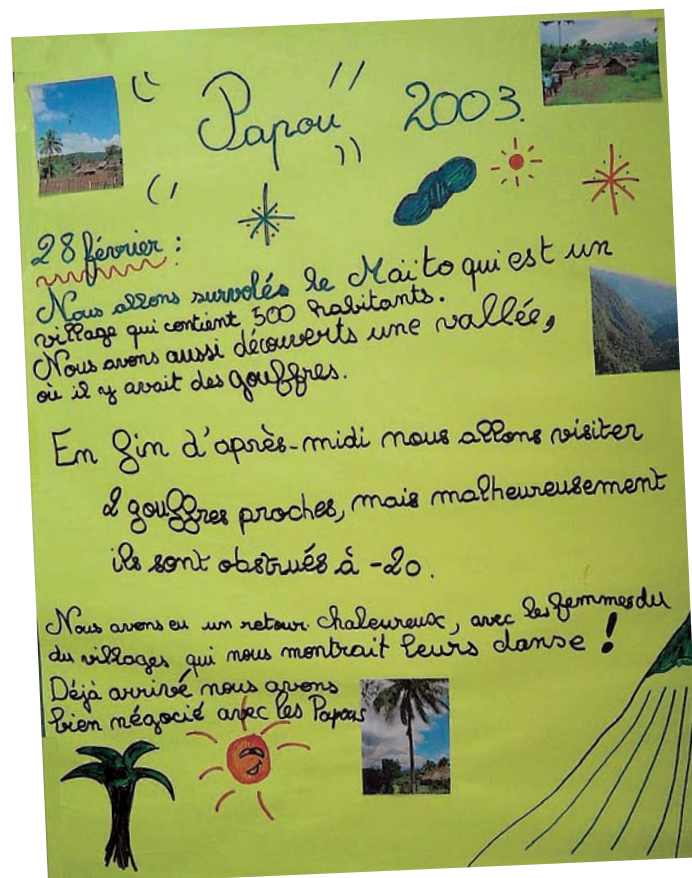 "Papou" 2003.
28 février :
Nous allons survolés le Maïto qui est un
village qui contient 500 habitants.
Nous avons aussi découverts une vallée,
où il y avait des gouffres.
En fin d'après-midi nous allons visiter
2 gouffres proches, mais malheureusement
ils sont obstrués à -20.
Nous avons eu un retour chaleureux, avec les femmes du
du villages qui nous montrait leurs danse !
Déjà arrivé nous avons
bien négocié avec les Papous